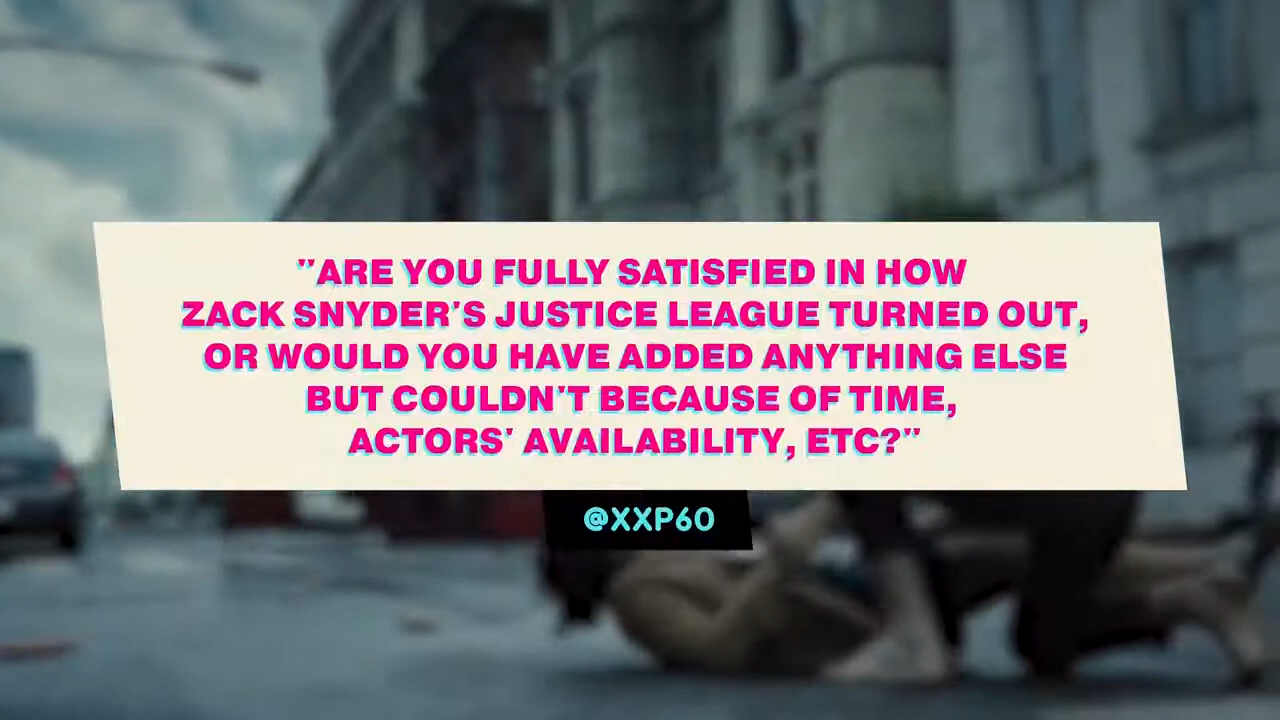 "ARE YOU FULLY SATISFIED IN HOW
ZACK SNYDER'S JUSTICE LEAGUE TURNED OUT,
OR WOULD YOU HAVE ADDED ANYTHING ELSE
BUT COULDN'T BECAUSE OF TIME,
ACTORS' AVAILABILITY, ETC?"
@XXP60